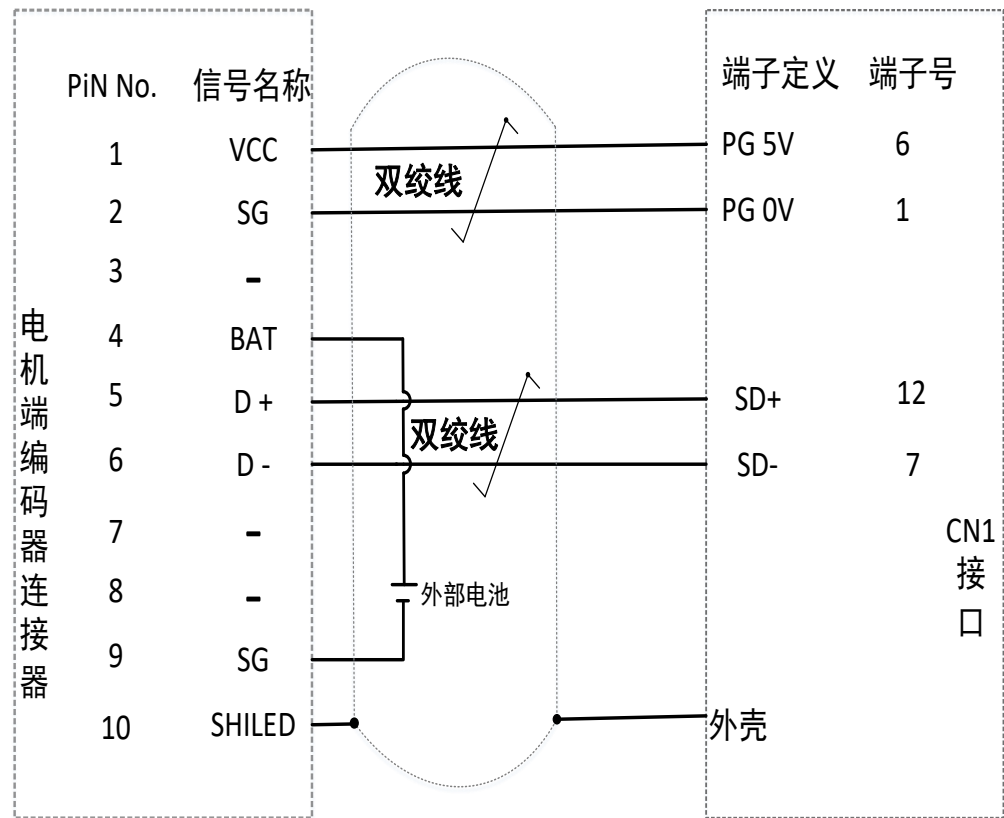 PiN No. 信号名称 端子定义 端子号
1 VCC PG 5V 6
双绞线
2 SG PG 0V 1
3 -
4 BAT
5 D + SD+ 12
双绞线
6 D - SD- 7
7 -
8 -
外部电池
9 SG
10 SHILED 外壳
电机端编码器连接器
CN1
接
口